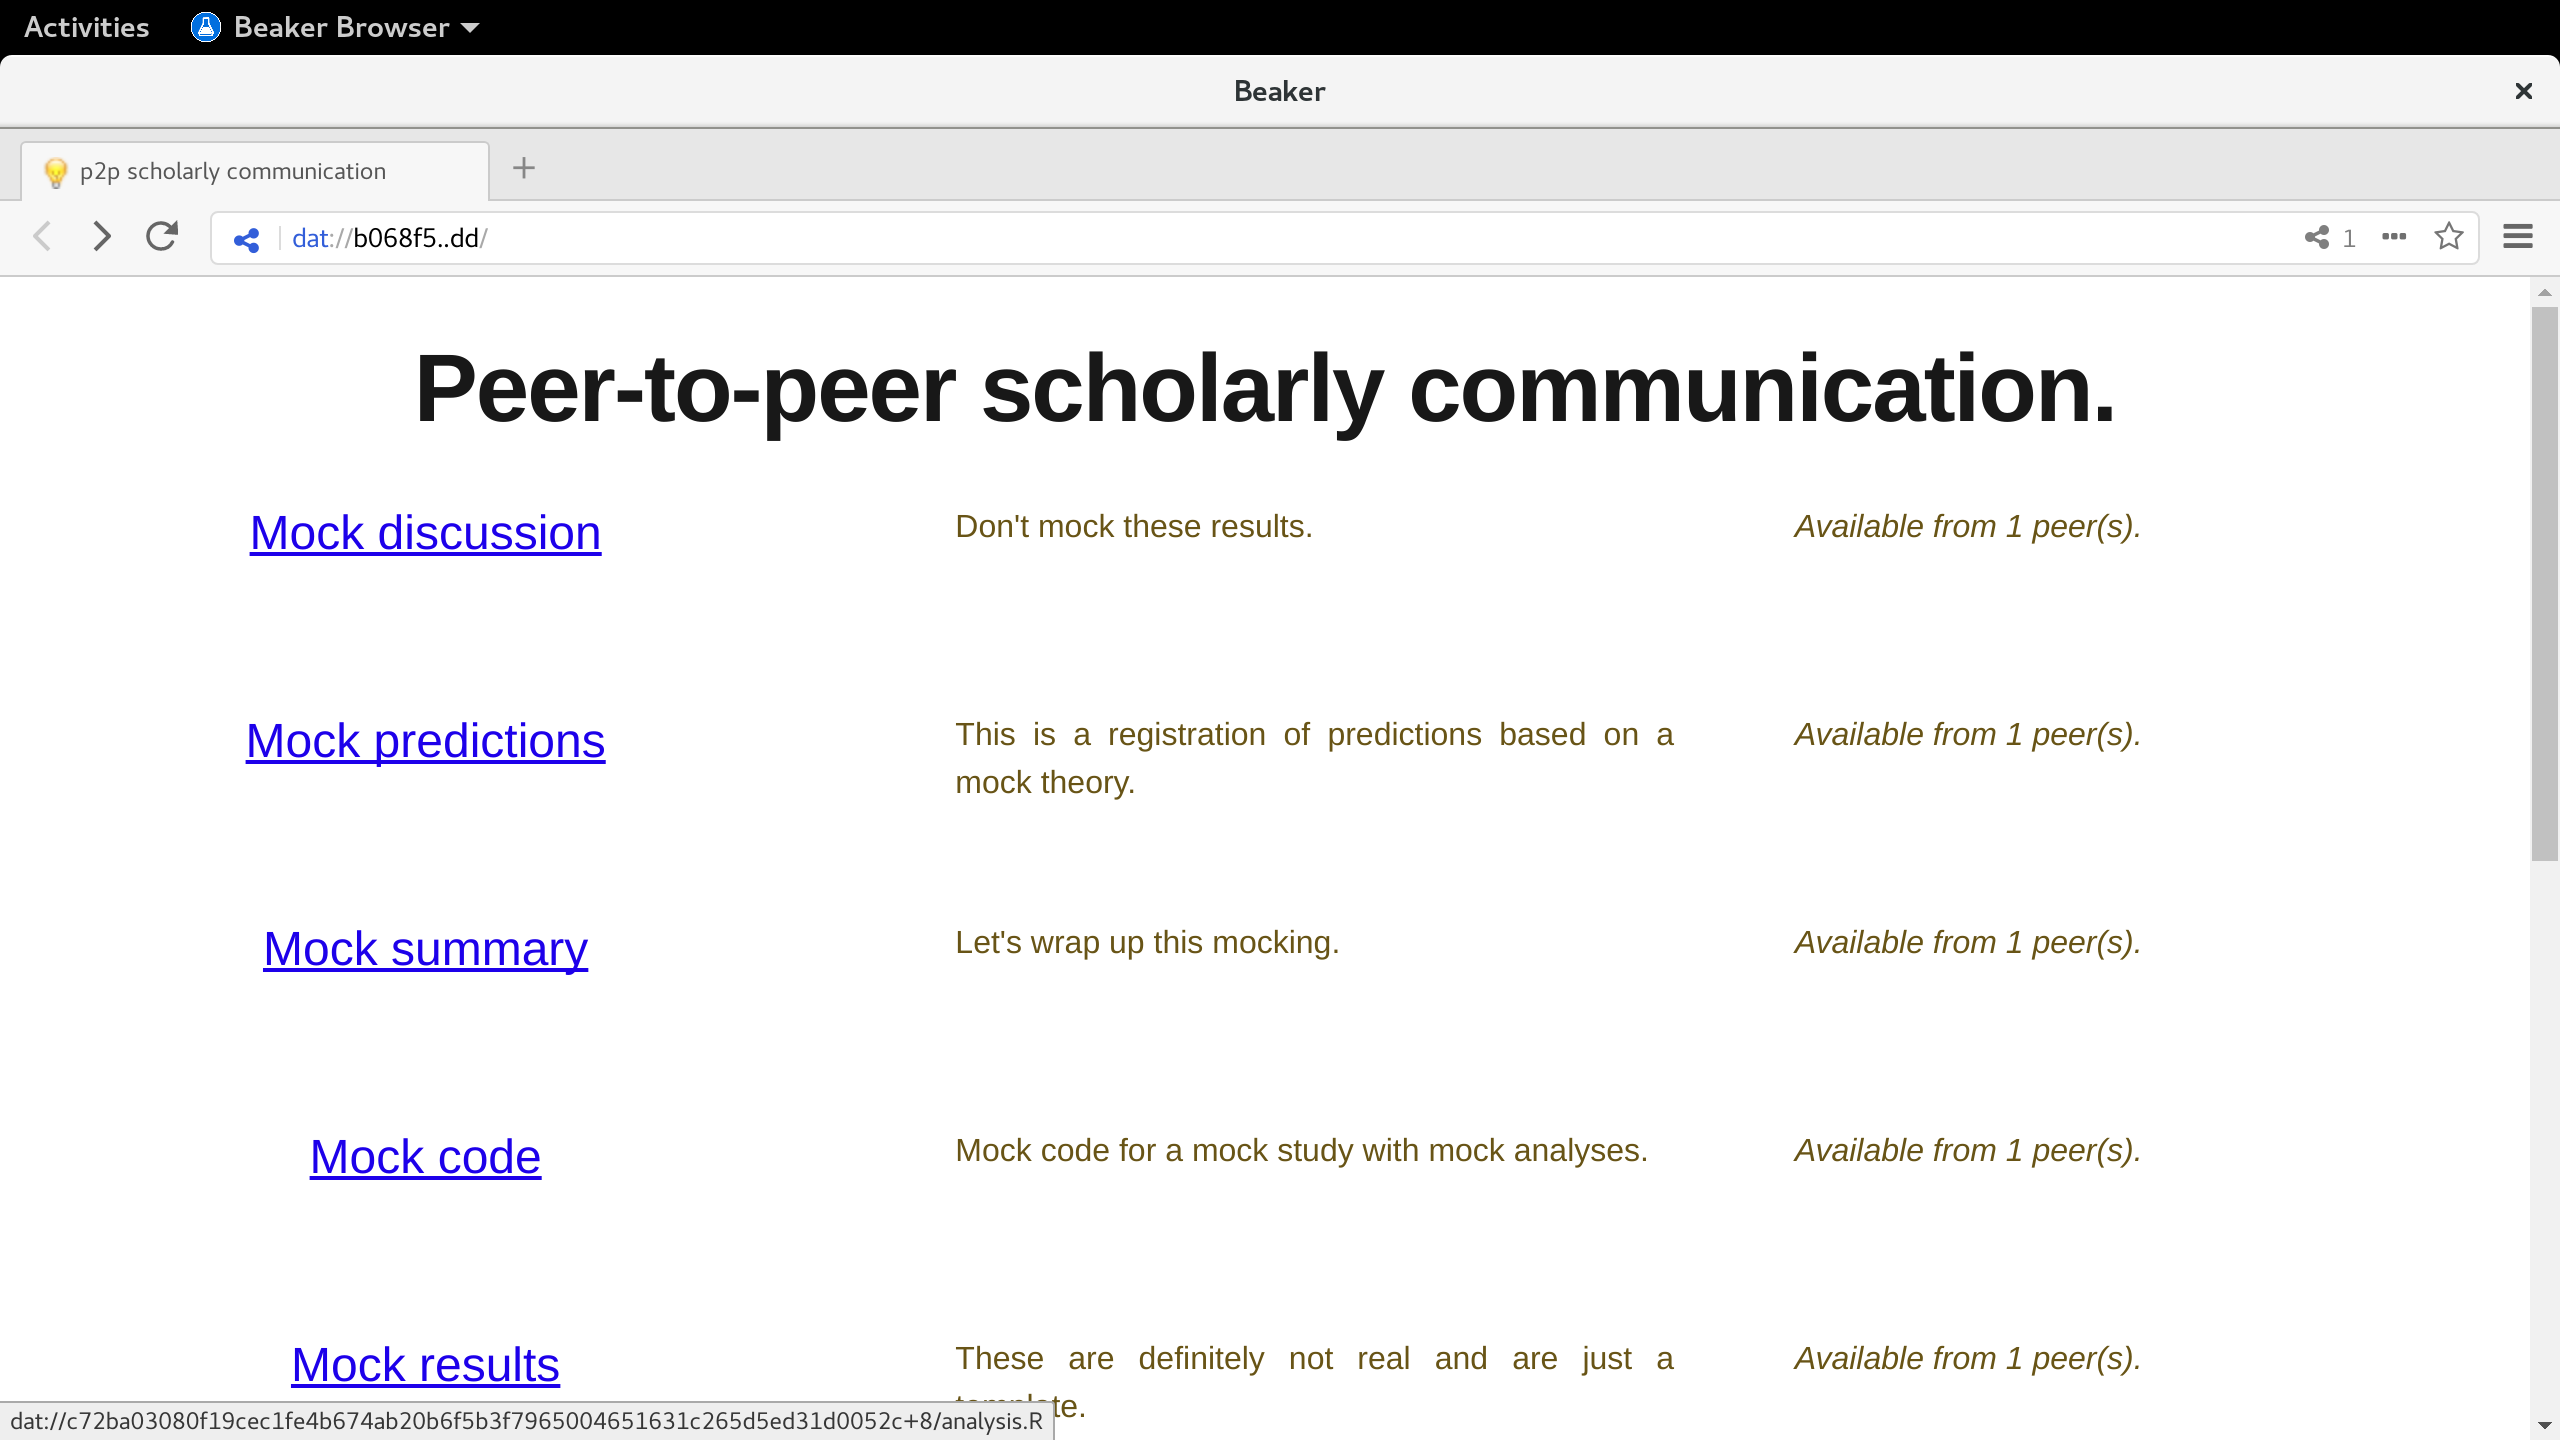 Activities Beaker Browser
Beaker
p2p scholarly communication
dat://b068f5..dd/ 1
Peer-to-peer scholarly communication.
Mock discussion Don't mock these results. Available from 1 peer(s).
Mock predictions This is a registration of predictions based on a Available from 1 peer(s).
mock theory.
Mock summary Let's wrap up this mocking. Available from 1 peer(s).
Mock code Mock code for a mock study with mock analyses. Available from 1 peer(s).
Mock results These are definitely not real and are just a Available from 1 peer(s).
template.
dat://c72ba03080f19cec1fe4b674ab20b6f5b3f7965004651631c265d5ed31d0052c+8/analysis.R